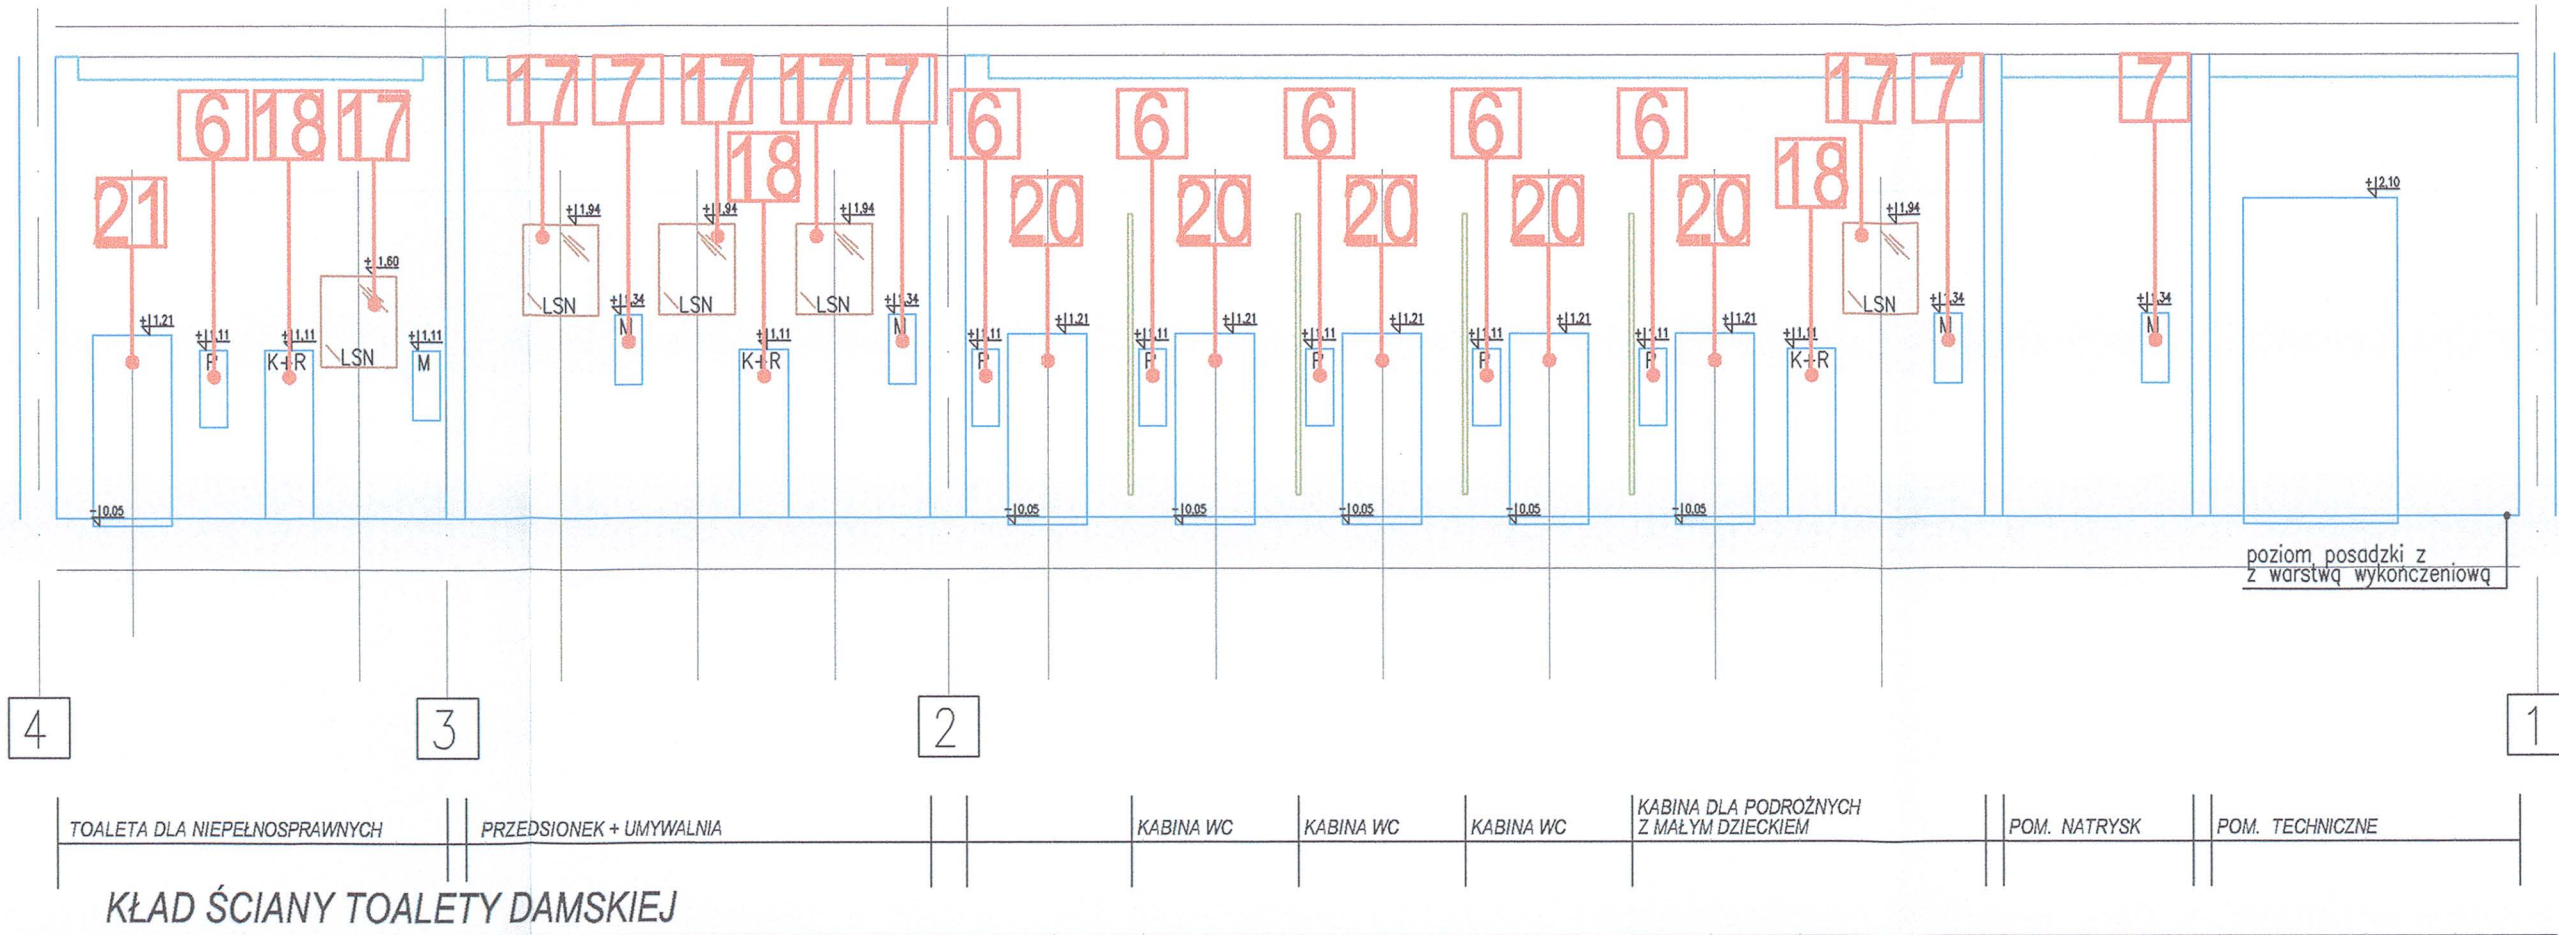 17 7 17 17 7 17 7 7
6 18 17 6 6 6 6 6
18 18
21 20 20 20 20 20
+2,10
+1,94 +1,94 +1,94 +1,94
+1,60
LSN LSN LSN LSN
+1,34 +1,34 +1,34 +1,34
M M M M
+1,21 +1,21 +1,21 +1,21 +1,21 +1,21
+1,11 +1,11 +1,11 +1,11 +1,11 +1,11 +1,11 +1,11 +1,11 +1,11
P K+R LSN M K+R P P P P P K+R
-0,05 -0,05 -0,05 -0,05 -0,05 -0,05
poziom posadzki z
z warstwą wykończeniową
4 3 2 1
TOALETA DLA NIEPEŁNOSPRAWNYCH PRZEDSIONEK + UMYWALNIA KABINA WC KABINA WC KABINA WC KABINA DLA PODRÓŻNYCH
Z MAŁYM DZIECKIEM POM. NATRYSK POM. TECHNICZNE
KŁAD ŚCIANY TOALETY DAMSKIEJ